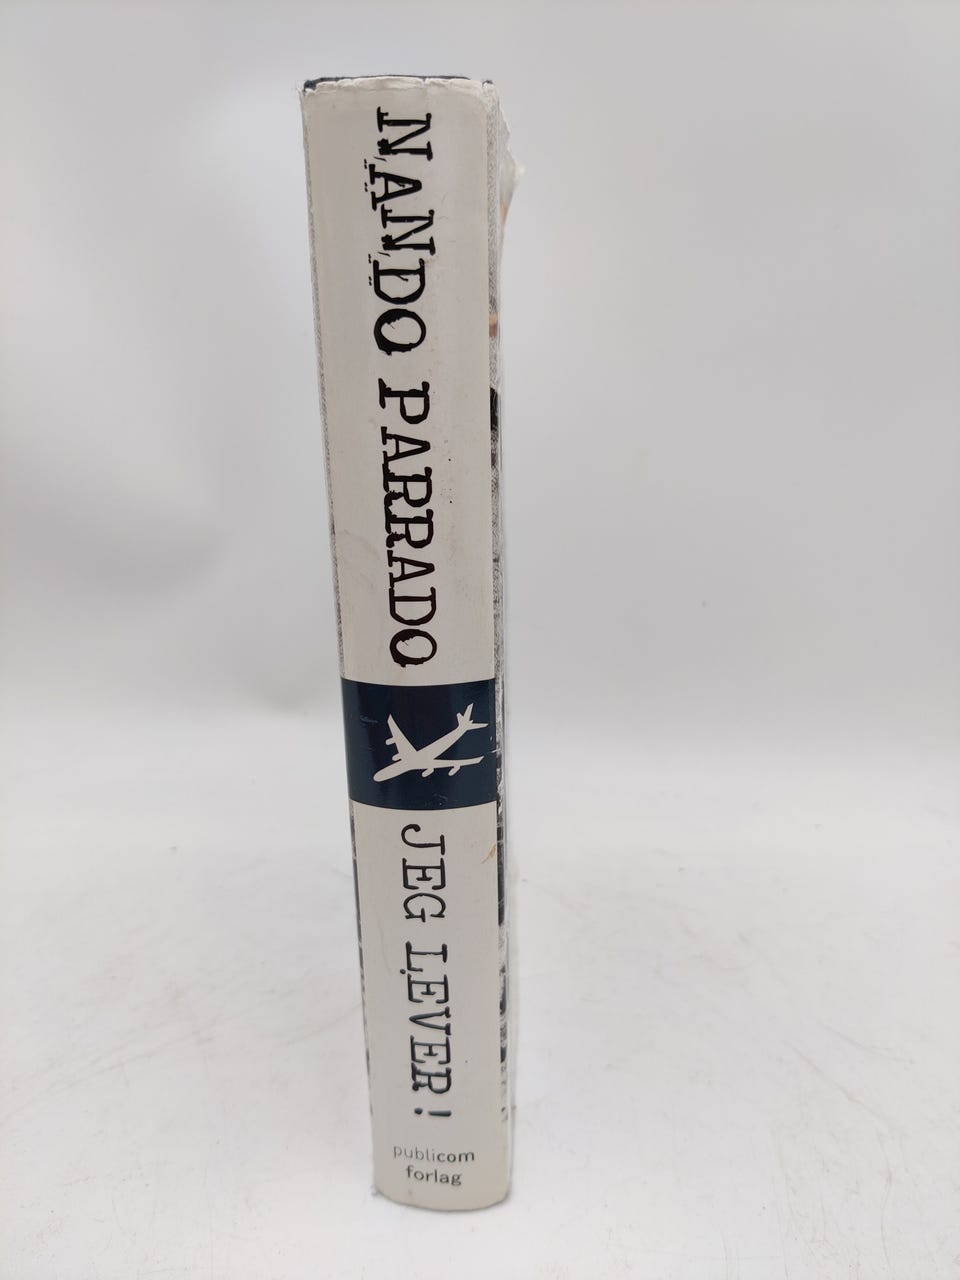 NANDO PARRADO
JEG LEVER!
publicom
forlag